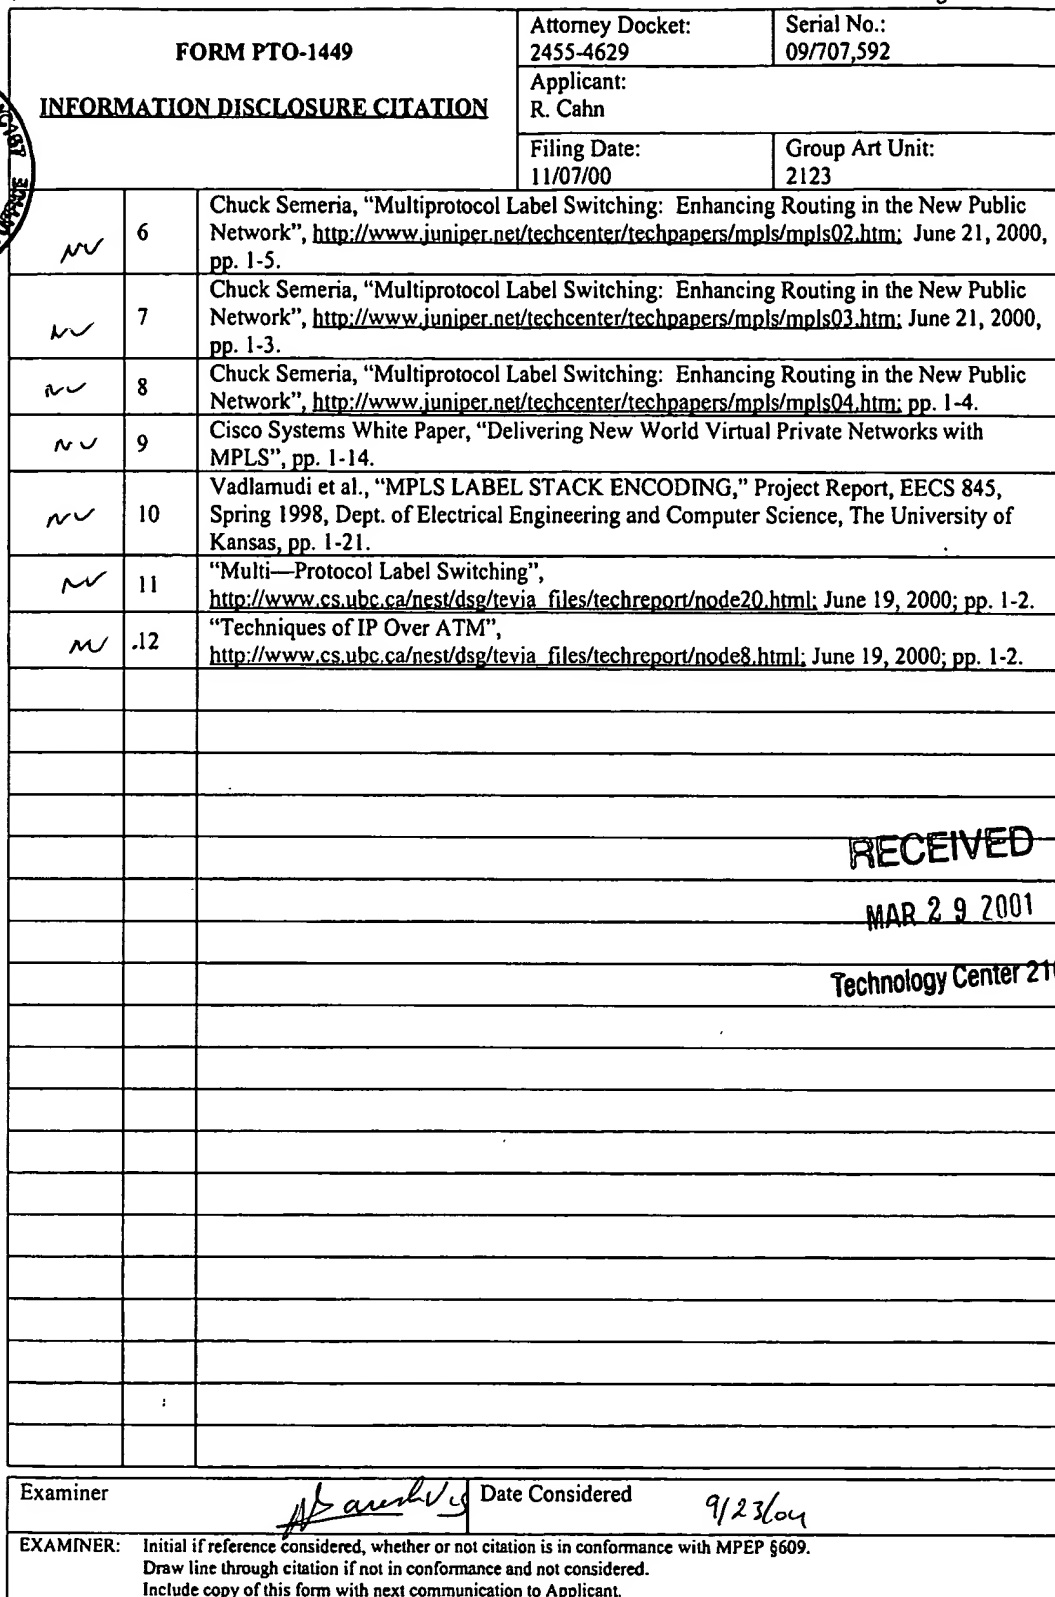 FORM PTO-1449
INFORMATION DISCLOSURE CITATION
Attorney Docket:
2455-4629
Serial No.:
09/707,592
Applicant:
R. Cahn
Filing Date:
11/07/00
Group Art Unit:
2123
NV
6
Chuck Semeria, “Multiprotocol Label Switching: Enhancing Routing in the New Public
Network”, http://www.juniper.net/techcenter/techpapers/mpls/mpls02.htm; June 21, 2000,
pp. 1-5.
NV
7
Chuck Semeria, “Multiprotocol Label Switching: Enhancing Routing in the New Public
Network”, http://www.juniper.net/techcenter/techpapers/mpls/mpls03.htm; June 21, 2000,
pp. 1-3.
NV
8
Chuck Semeria, “Multiprotocol Label Switching: Enhancing Routing in the New Public
Network”, http://www.juniper.net/techcenter/techpapers/mpls/mpls04.htm; pp. 1-4.
NV
9
Cisco Systems White Paper, “Delivering New World Virtual Private Networks with
MPLS”, pp. 1-14.
NV
10
Vadlamudi et al., “MPLS LABEL STACK ENCODING,” Project Report, EECS 845,
Spring 1998, Dept. of Electrical Engineering and Computer Science, The University of
Kansas, pp. 1-21.
NV
11
“Multi—Protocol Label Switching”,
http://www.cs.ubc.ca/nest/dsg/tevia_files/techreport/node20.html; June 19, 2000; pp. 1-2.
NV
.12
“Techniques of IP Over ATM”,
http://www.cs.ubc.ca/nest/dsg/tevia_files/techreport/node8.html; June 19, 2000; pp. 1-2.
RECEIVED
MAR 29 2001
Technology Center 210
Examiner
Date Considered
9/23/04
EXAMINER: Initial if reference considered, whether or not citation is in conformance with MPEP §609.
Draw line through citation if not in conformance and not considered.
Include copy of this form with next communication to Applicant.